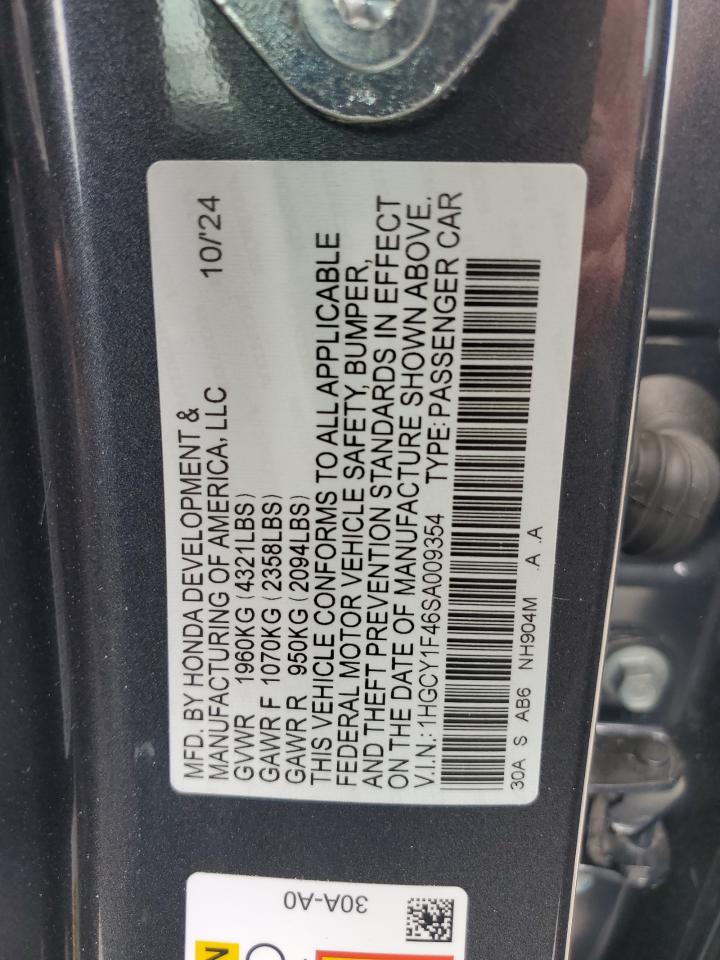 MFD. BY HONDA DEVELOPMENT &
MANUFACTURING OF AMERICA, LLC 10/'24
GVWR 1960KG (4321LBS)
GAWR F 1070KG (2358LBS)
GAWR R 950KG (2094LBS)
THIS VEHICLE CONFORMS TO ALL APPLICABLE
FEDERAL MOTOR VEHICLE SAFETY, BUMPER,
AND THEFT PREVENTION STANDARDS IN EFFECT
ON THE DATE OF MANUFACTURE SHOWN ABOVE.
V.I.N.: 1HGCY1F46SA009354 TYPE: PASSENGER CAR
30A S AB6 NH904M .A .A
30A-A0